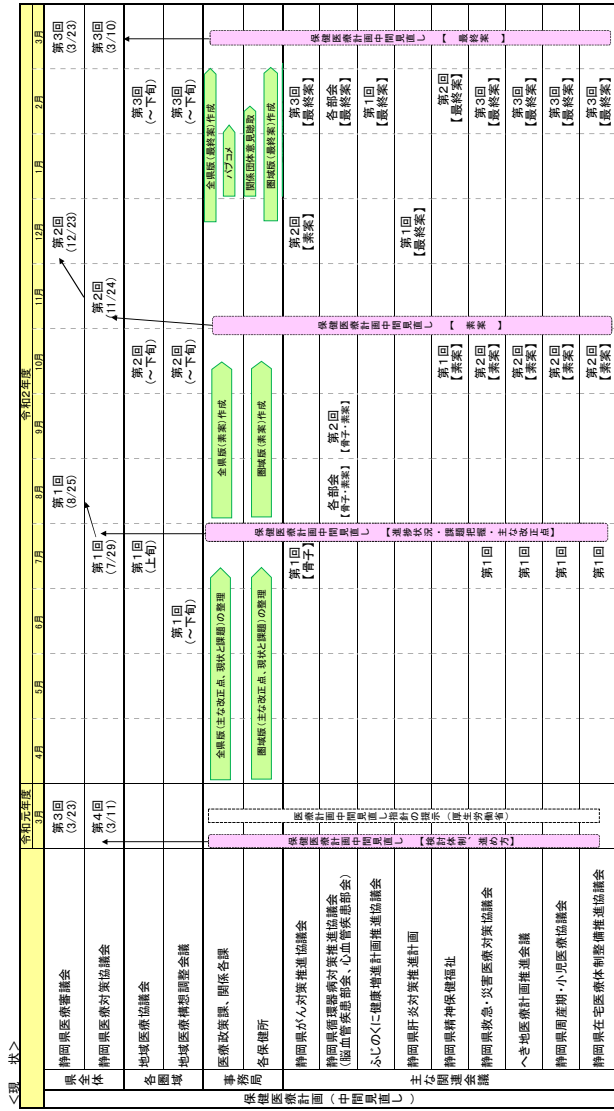 <現　状>
令和元年度
令和2年度
3月
4月
5月
6月
7月
8月
9月
10月
11月
12月
1月
2月
3月
保健医療計画(中間見直し)
県全体
静岡県医療審議会
第3回
(3/23)
第1回
(8/25)
第2回
(12/23)
第3回
(3/23)
静岡県医療対策協議会
第4回
(3/11)
第1回
(7/29)
第2回
(11/24)
第3回
(3/10)
各圏域
地域医療協議会
第1回
(上旬)
第2回
(~下旬)
第3回
(~下旬)
地域医療構想調整会議
第1回
(~下旬)
第2回
(~下旬)
第3回
(~下旬)
事務局
医療政策課、関係各課
全県版(主な改正点、現状と課題)の整理
全県版(素案)作成
全県版(最終案)作成
パブコメ
各保健所
圏域版(主な改正点、現状と課題)の整理
圏域版(素案)作成
関係団体意見聴取
圏域版(最終案)作成
主な関連会議
静岡県がん対策推進協議会
第1回
【骨子】
第2回
【素案】
第3回
【最終案】
静岡県循環器病対策推進協議会
(脳血管疾患部会、心血管疾患部会)
各部会
【骨子・素案】
第2回
【骨子・素案】
各部会
【最終案】
ふじのくに健康増進計画推進協議会
第1回
【最終案】
静岡県肝炎対策推進計画
第1回
【最終案】
静岡県精神保健福祉
第1回
【素案】
第2回
【最終案】
静岡県救急・災害医療対策協議会
第1回
第2回
【素案】
第3回
【最終案】
へき地医療計画推進会議
第1回
第2回
【素案】
第3回
【最終案】
静岡県周産期・小児医療協議会
第1回
第2回
【素案】
第3回
【最終案】
静岡県在宅医療体制整備推進協議会
第1回
第2回
【素案】
第3回
【最終案】
保健医療計画中間見直し　【検討体制、進め方】
医療計画中間見直し指針の提示(厚生労働省)
保健医療計画中間見直し　【進捗状況・課題把握・主な改正点】
保健医療計画中間見直し　【　素案　】
保健医療計画中間見直し　【　最終案　】